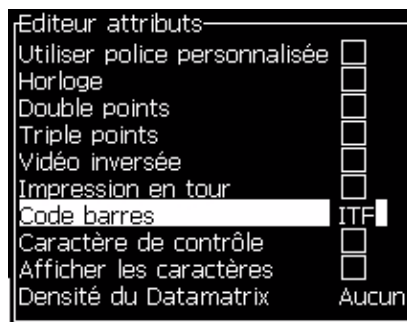 Editeur attributs
Utiliser police personnalisée
Horloge
Double points
Triple points
Vidéo inversée
Impression en tour
Code barres ITF
Caractère de contrôle
Afficher les caractères
Densité du Datamatrix Aucun